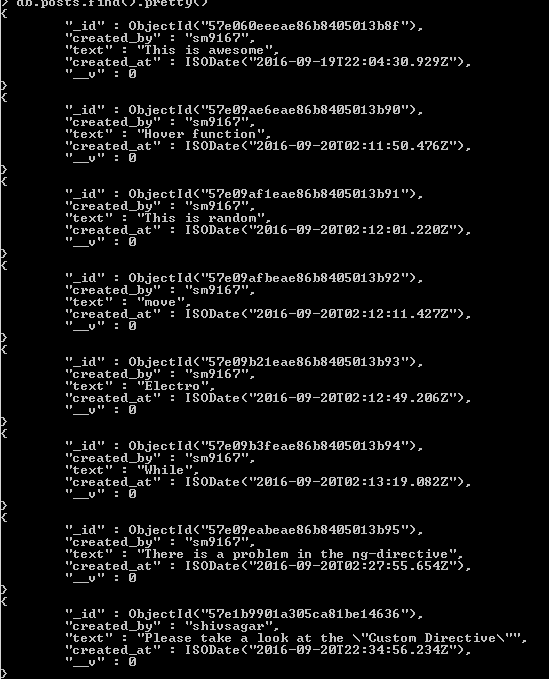 > db.posts.find().pretty()
{
"_id" : ObjectId("57e060eeeae86b8405013b8f"),
"created_by" : "sm9167",
"text" : "This is awesome",
"created_at" : ISODate("2016-09-19T22:04:30.929Z"),
"__v" : 0
}
{
"_id" : ObjectId("57e09ae6eae86b8405013b90"),
"created_by" : "sm9167",
"text" : "Hover function",
"created_at" : ISODate("2016-09-20T02:11:50.476Z"),
"__v" : 0
}
{
"_id" : ObjectId("57e09af1eae86b8405013b91"),
"created_by" : "sm9167",
"text" : "This is random",
"created_at" : ISODate("2016-09-20T02:12:01.220Z"),
"__v" : 0
}
{
"_id" : ObjectId("57e09afbeae86b8405013b92"),
"created_by" : "sm9167",
"text" : "move",
"created_at" : ISODate("2016-09-20T02:12:11.427Z"),
"__v" : 0
}
{
"_id" : ObjectId("57e09b21eae86b8405013b93"),
"created_by" : "sm9167",
"text" : "Electro",
"created_at" : ISODate("2016-09-20T02:12:49.206Z"),
"__v" : 0
}
{
"_id" : ObjectId("57e09b3feae86b8405013b94"),
"created_by" : "sm9167",
"text" : "While",
"created_at" : ISODate("2016-09-20T02:13:19.082Z"),
"__v" : 0
}
{
"_id" : ObjectId("57e09eabeae86b8405013b95"),
"created_by" : "sm9167",
"text" : "There is a problem in the ng-directive",
"created_at" : ISODate("2016-09-20T02:27:55.654Z"),
"__v" : 0
}
{
"_id" : ObjectId("57e1b9901a305ca81be14636"),
"created_by" : "shivsagar",
"text" : "Please take a look at the \"Custom Directive\"",
"created_at" : ISODate("2016-09-20T22:34:56.234Z"),
"__v" : 0
}